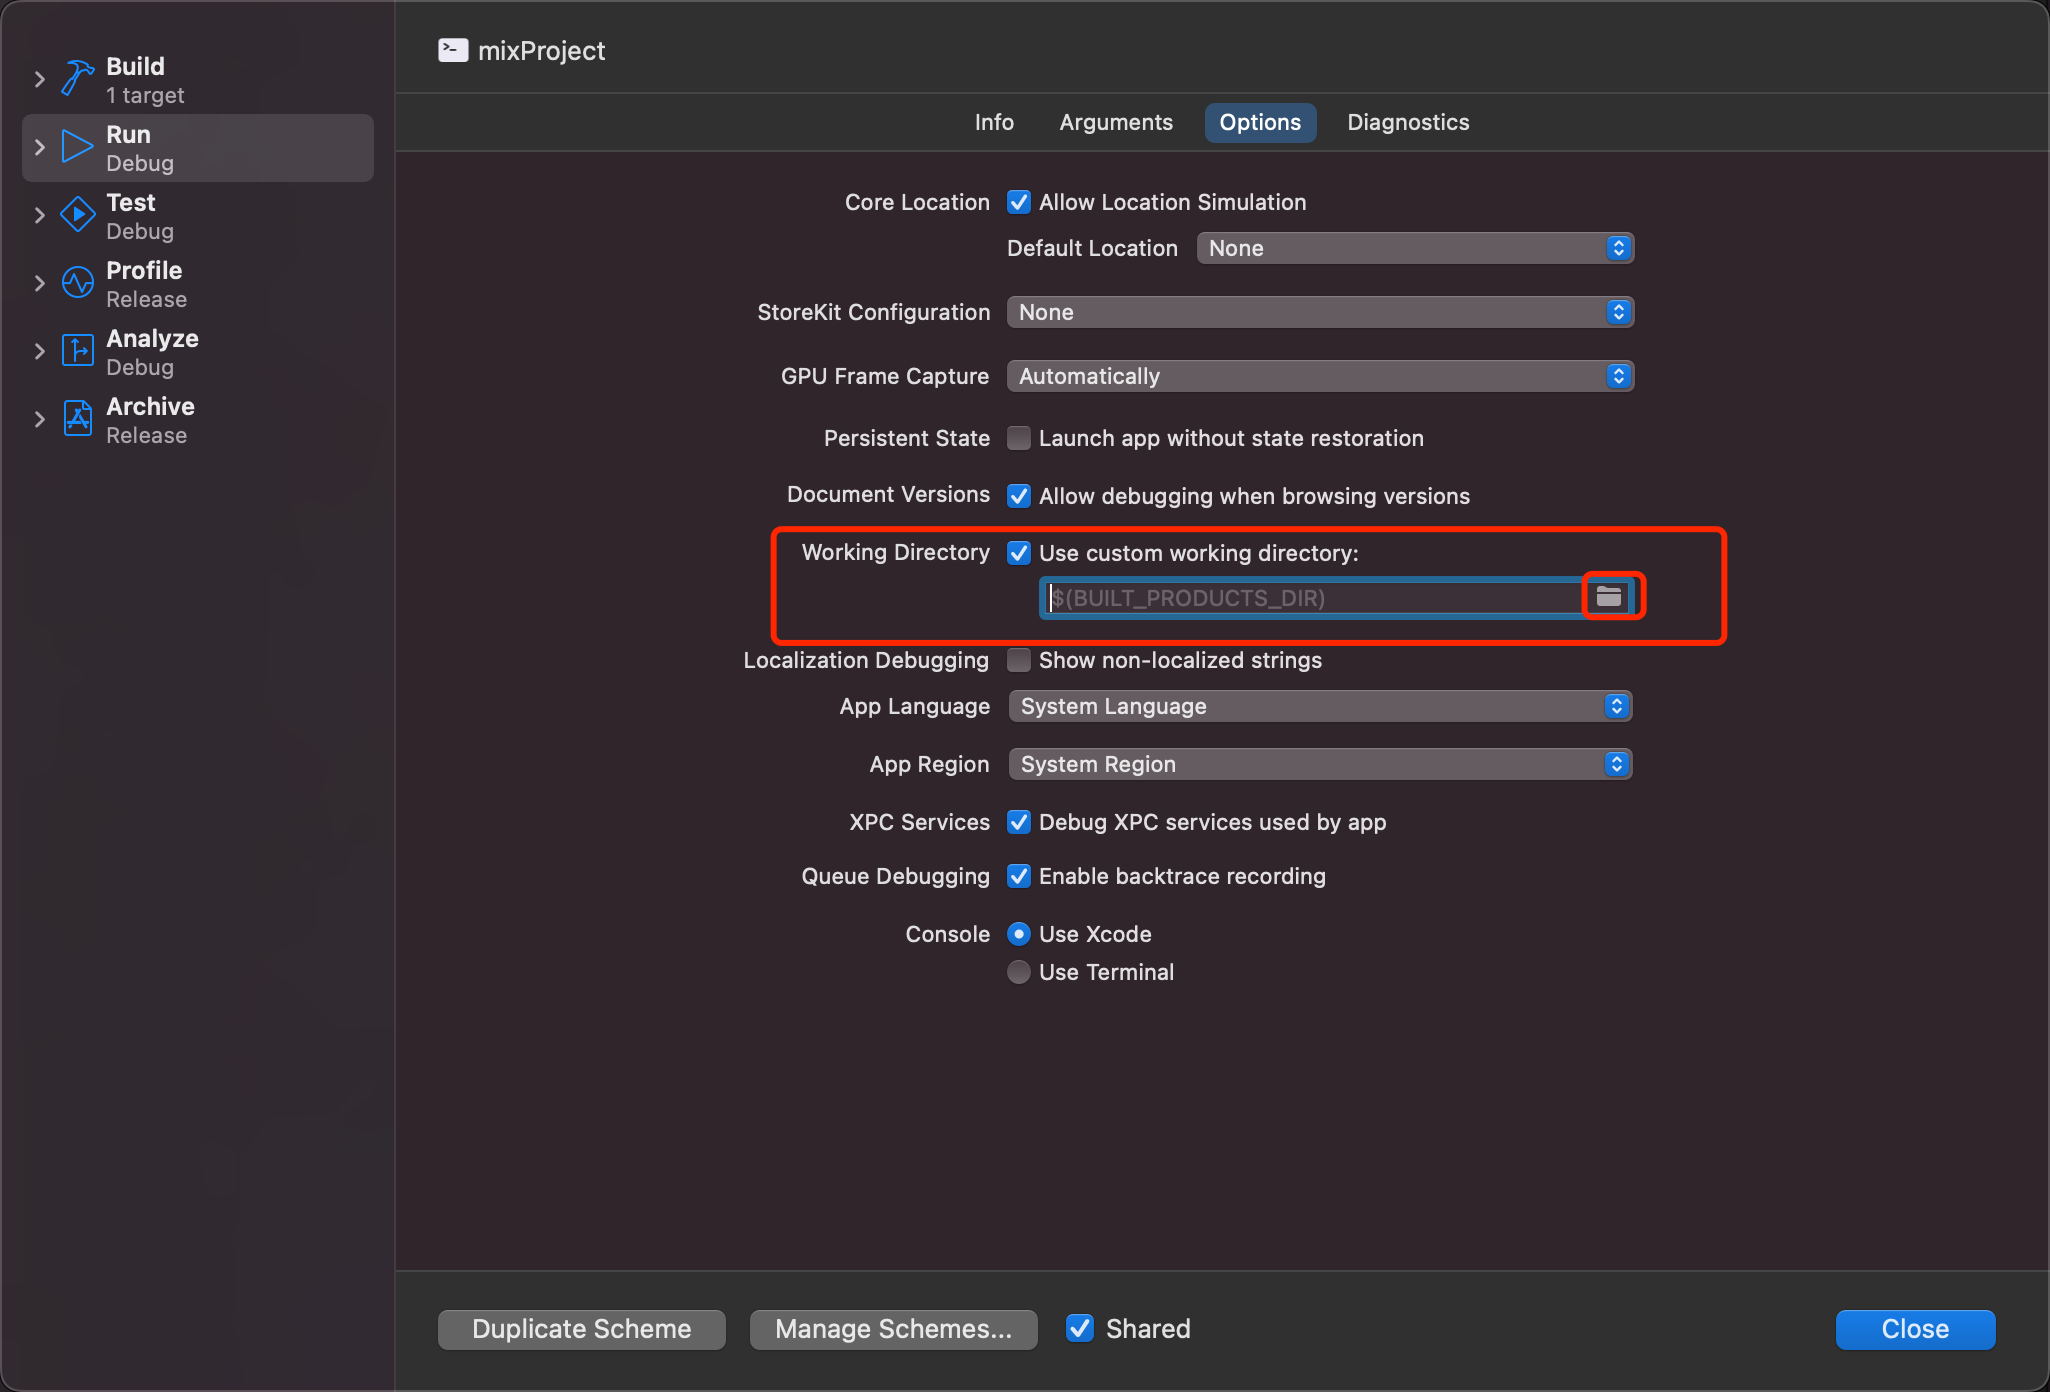 Build
1 target
Run
Debug
Test
Debug
Profile
Release
Analyze
Debug
Archive
Release
mixProject
Info Arguments Options Diagnostics
Core Location Allow Location Simulation
Default Location None
StoreKit Configuration None
GPU Frame Capture Automatically
Persistent State Launch app without state restoration
Document Versions Allow debugging when browsing versions
Working Directory Use custom working directory:
$(BUILT_PRODUCTS_DIR)
Localization Debugging Show non-localized strings
App Language System Language
App Region System Region
XPC Services Debug XPC services used by app
Queue Debugging Enable backtrace recording
Console Use Xcode
Use Terminal
Duplicate Scheme Manage Schemes... Shared Close